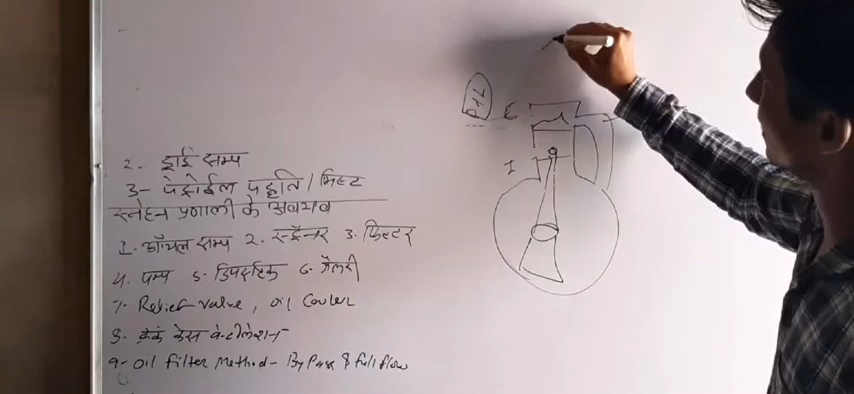 2. ड्राई सम्प
3- पेट्रोईल पद्धति / मिस्ट
स्नेहन प्रणाली के अवयव
1. ऑयल सम्प 2. स्ट्रेनर 3. फिल्टर
4. पम्प 5. डिपस्टिक 6. गैलरी
7. Relief valve, oil Couler
8. क्रेंक केस वेन्टीलेशन
9- oil filter Method - By Pass & full flow
P+L
E
I